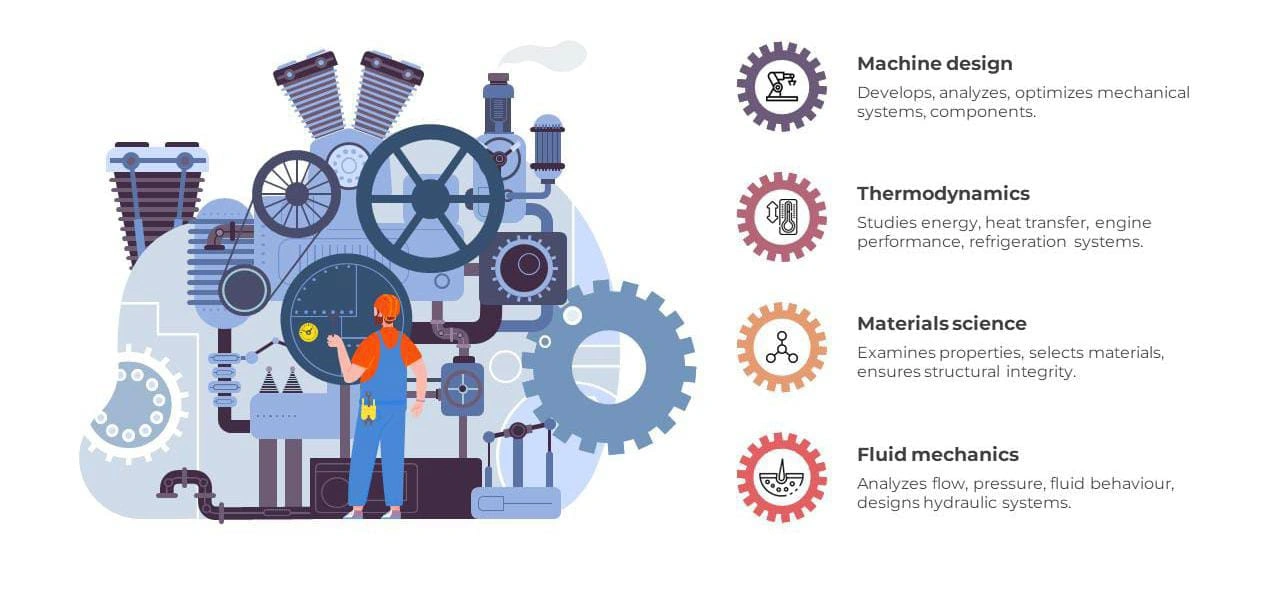 Machine design
Develops, analyzes, optimizes mechanical
systems, components.
Thermodynamics
Studies energy, heat transfer, engine
performance, refrigeration systems.
Materials science
Examines properties, selects materials,
ensures structural integrity.
Fluid mechanics
Analyzes flow, pressure, fluid behaviour,
designs hydraulic systems.